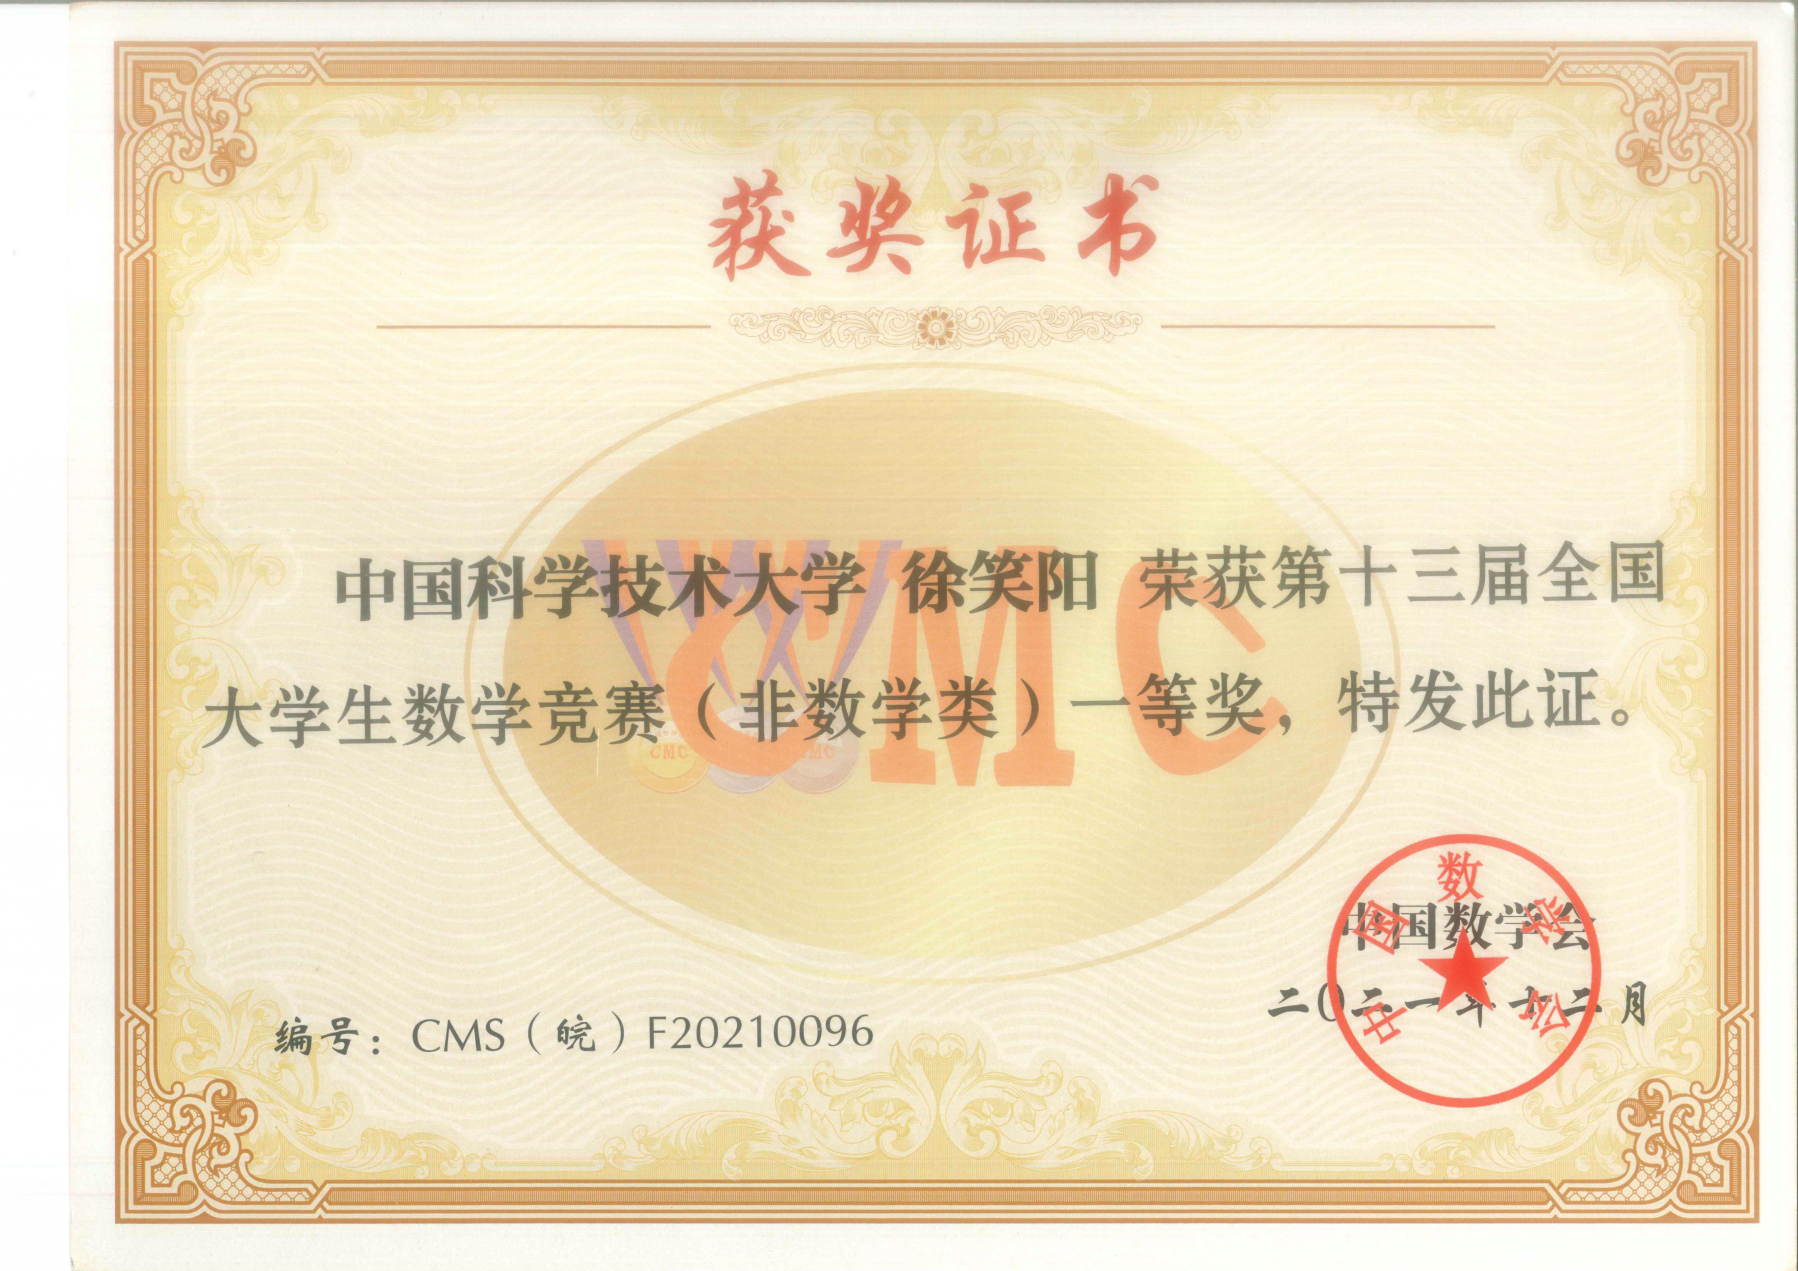 获奖证书
中国科学技术大学 徐笑阳 荣获第十三届全国
大学生数学竞赛（非数学类）一等奖，特发此证。
CMC
CMC
CMC
中国数学会
中国数学会
二〇二一年十二月
编号：CMS（皖）F20210096